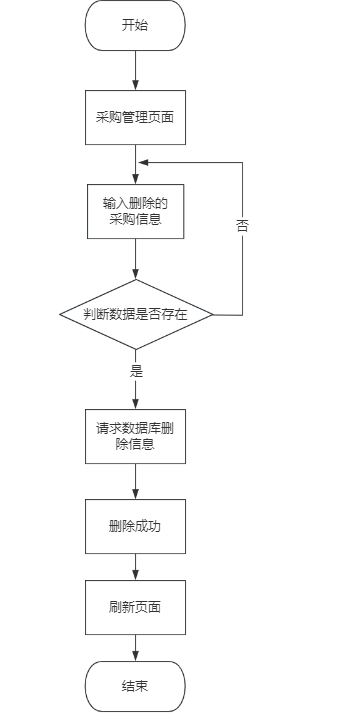 开始
采购管理页面
输入删除的
采购信息
否
判断数据是否存在
是
请求数据库删
除信息
删除成功
刷新页面
结束